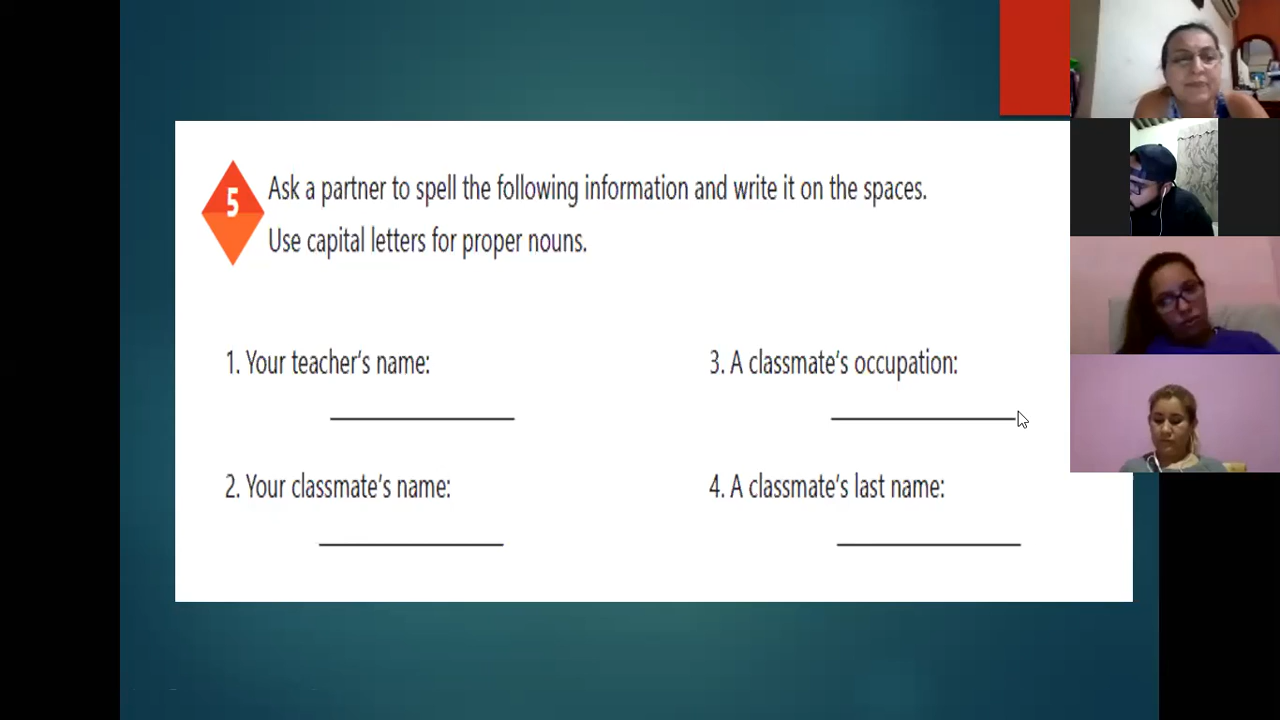 5
Ask a partner to spell the following information and write it on the spaces.
Use capital letters for proper nouns.
1. Your teacher's name:
2. Your classmate's name:
3. A classmate's occupation:
4. A classmate's last name: